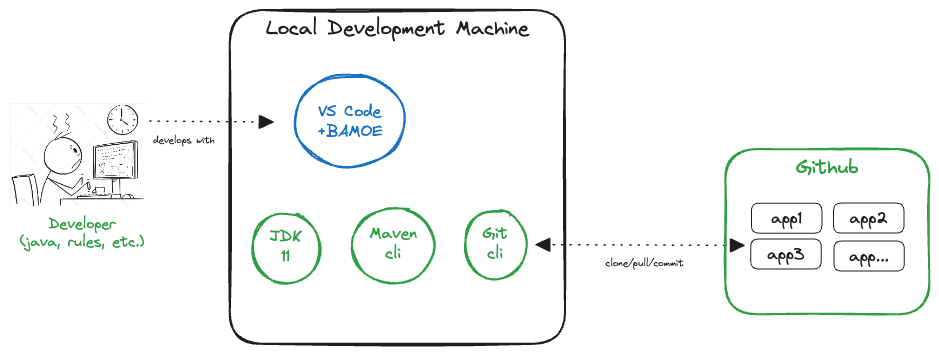 Local Development Machine
VS Code
+BAMOE
develops with
Developer
(java, rules, etc.)
JDK
11
Maven
cli
Git
cli
clone/pull/commit
Github
app1
app2
app3
app...